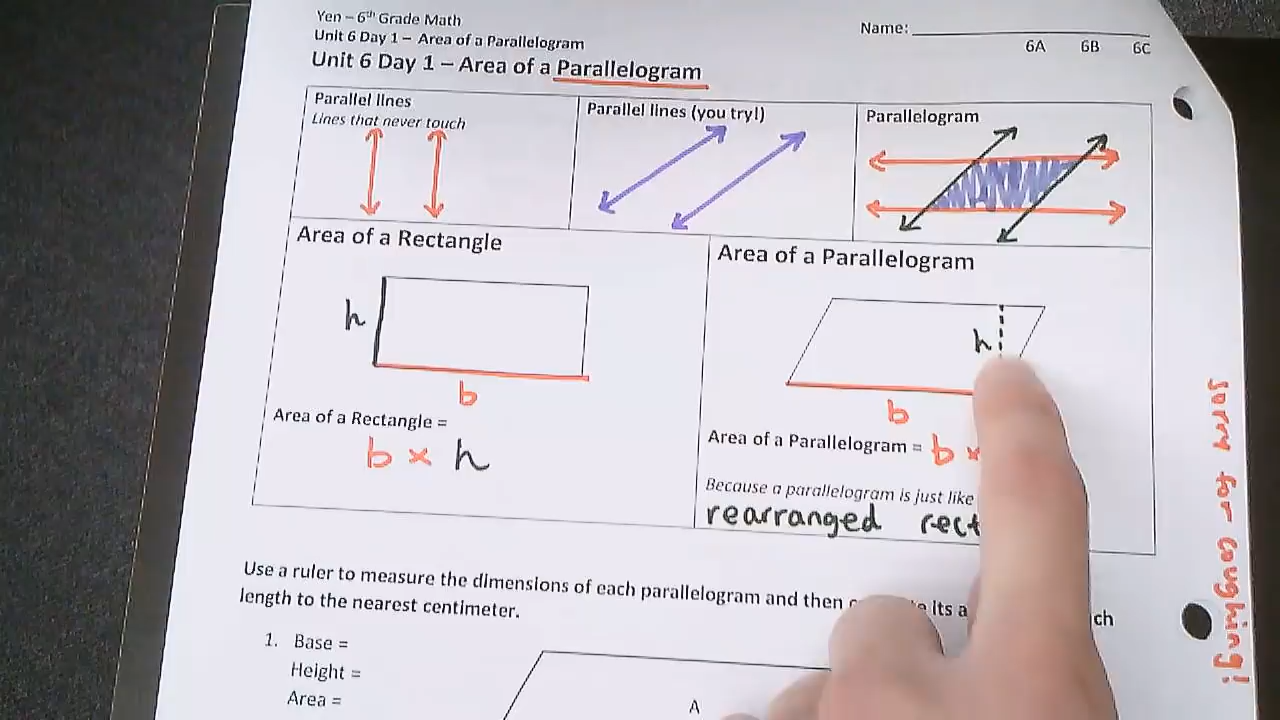 Yen – 6th Grade Math
Unit 6 Day 1 – Area of a Parallelogram
Name:
6A 6B 6C
Unit 6 Day 1 – Area of a Parallelogram
Parallel lines
Lines that never touch
Parallel lines (you try!)
Parallelogram
Area of a Rectangle
h
b
Area of a Rectangle =
b × h
Area of a Parallelogram
h
b
Area of a Parallelogram = b ×
Because a parallelogram is just like
rearranged
Use a ruler to measure the dimensions of each parallelogram and then its
length to the nearest centimeter.
1. Base =
Height =
Area =
A
sorry for coughing!